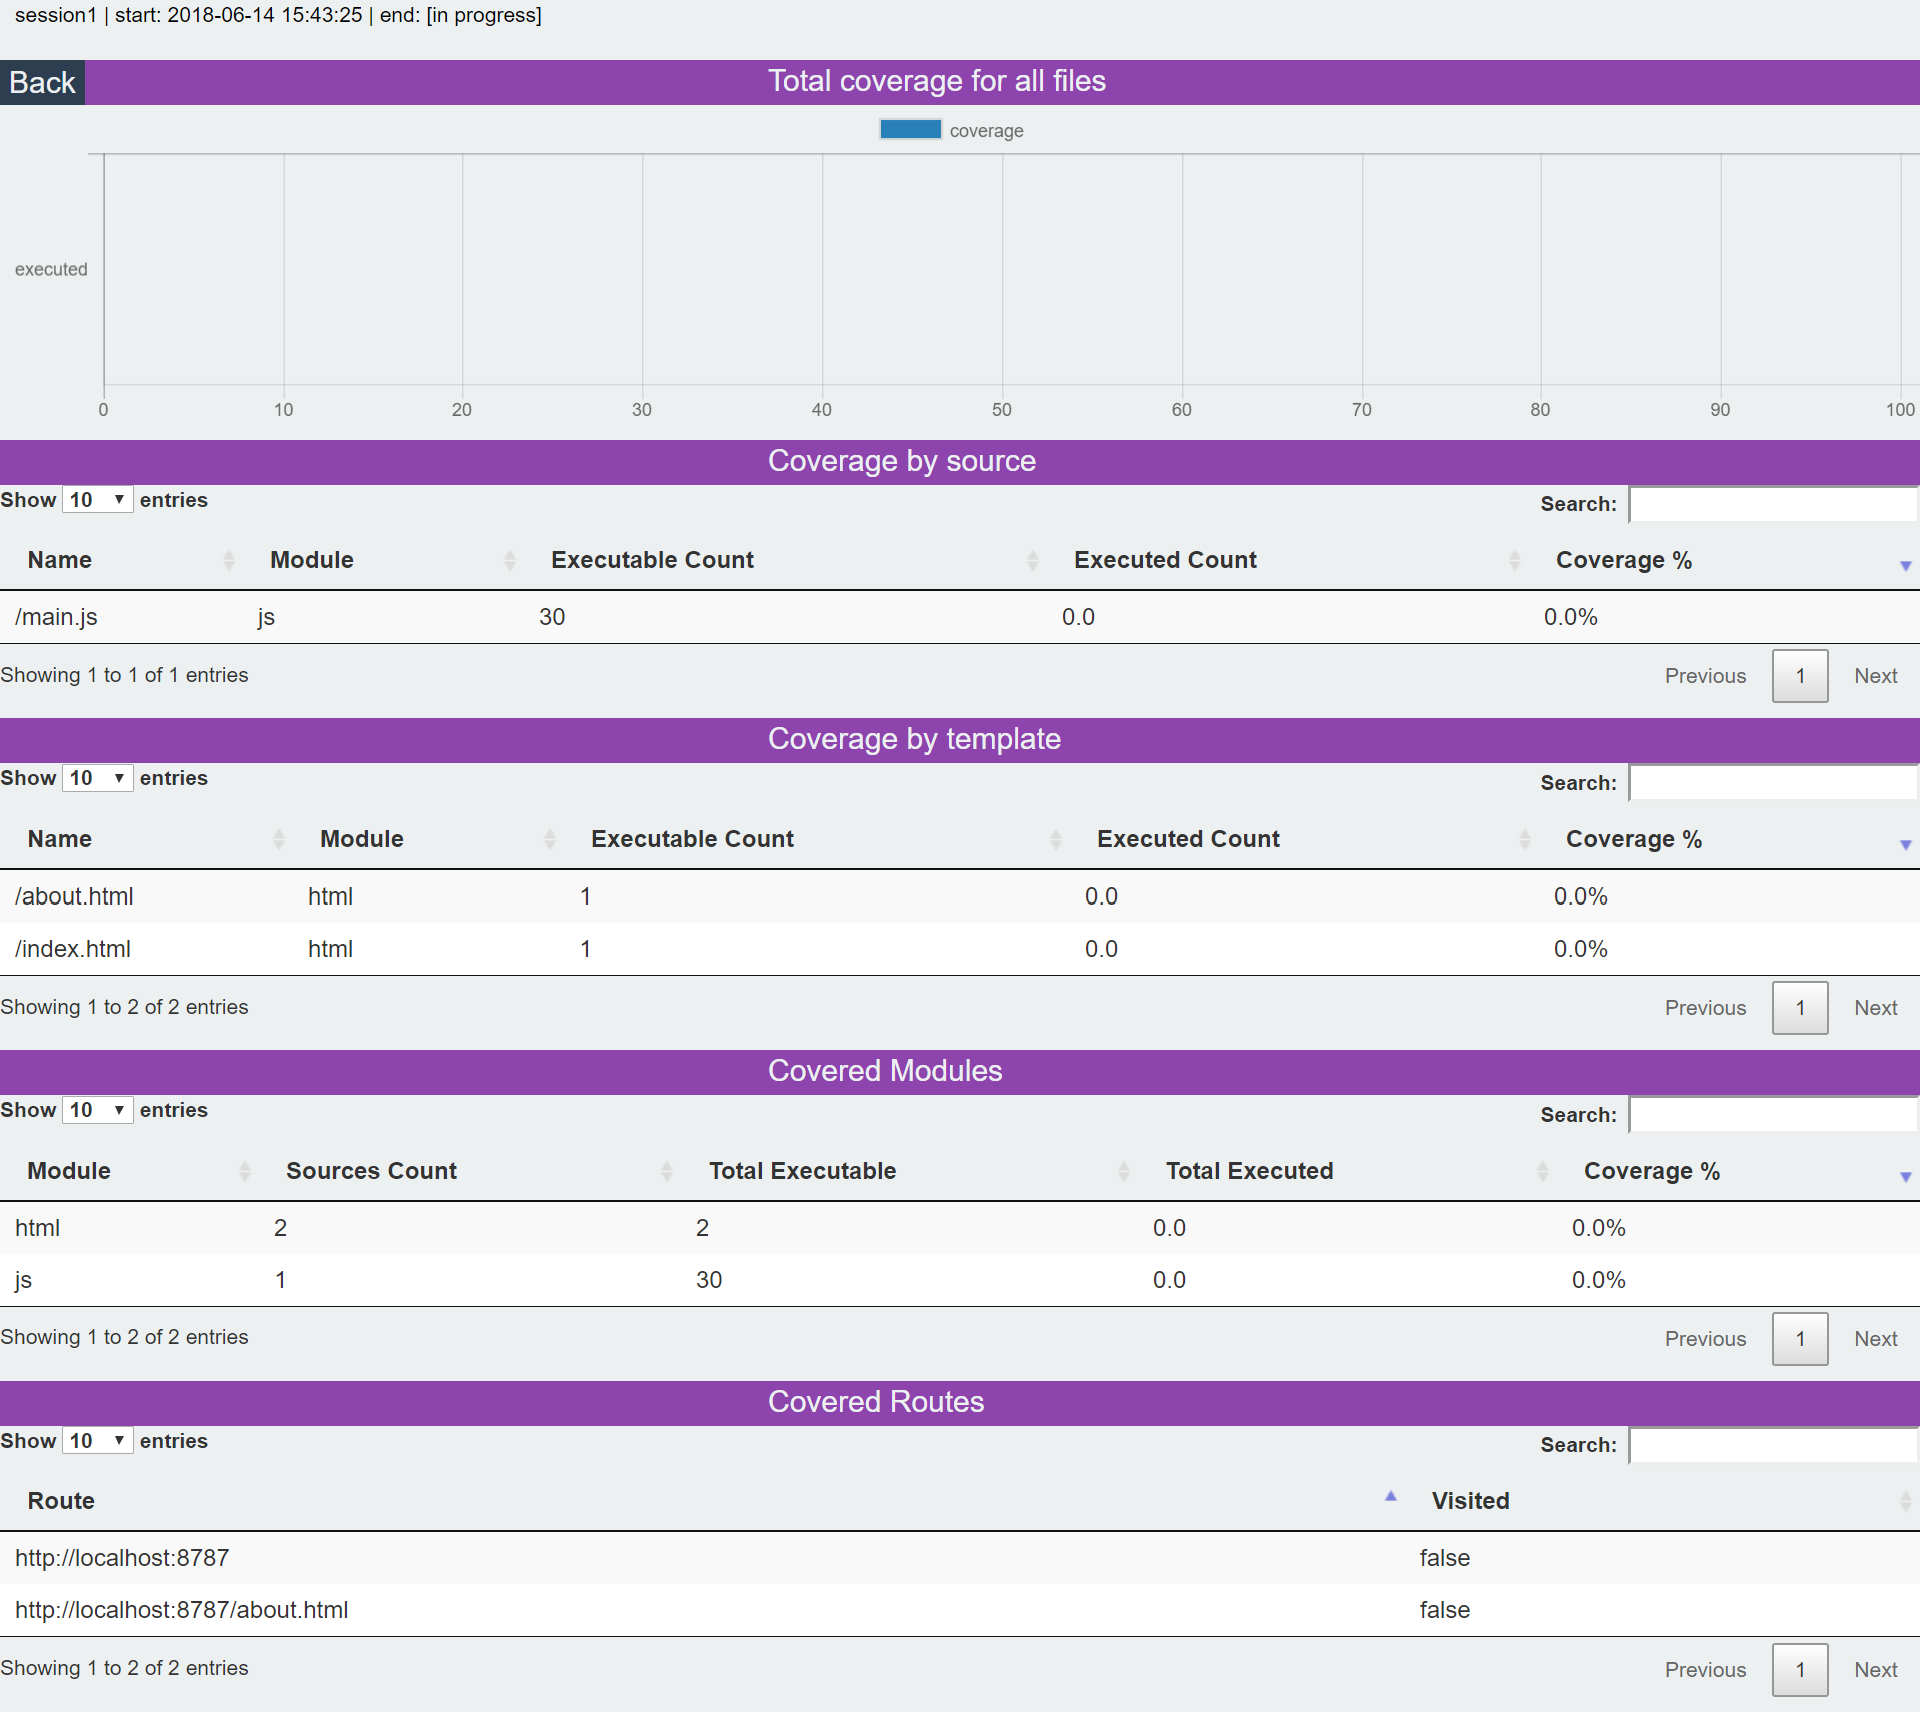 session1 | start: 2018-06-14 15:43:25 | end: [in progress]
Back Total coverage for all files
coverage
executed
0 10 20 30 40 50 60 70 80 90 100
Coverage by source
Show 10 entries Search:
Name Module Executable Count Executed Count Coverage %
/main.js js 30 0.0 0.0%
Showing 1 to 1 of 1 entries Previous 1 Next
Coverage by template
Show 10 entries Search:
Name Module Executable Count Executed Count Coverage %
/about.html html 1 0.0 0.0%
/index.html html 1 0.0 0.0%
Showing 1 to 2 of 2 entries Previous 1 Next
Covered Modules
Show 10 entries Search:
Module Sources Count Total Executable Total Executed Coverage %
html 2 2 0.0 0.0%
js 1 30 0.0 0.0%
Showing 1 to 2 of 2 entries Previous 1 Next
Covered Routes
Show 10 entries Search:
Route Visited
http://localhost:8787 false
http://localhost:8787/about.html false
Showing 1 to 2 of 2 entries Previous 1 Next